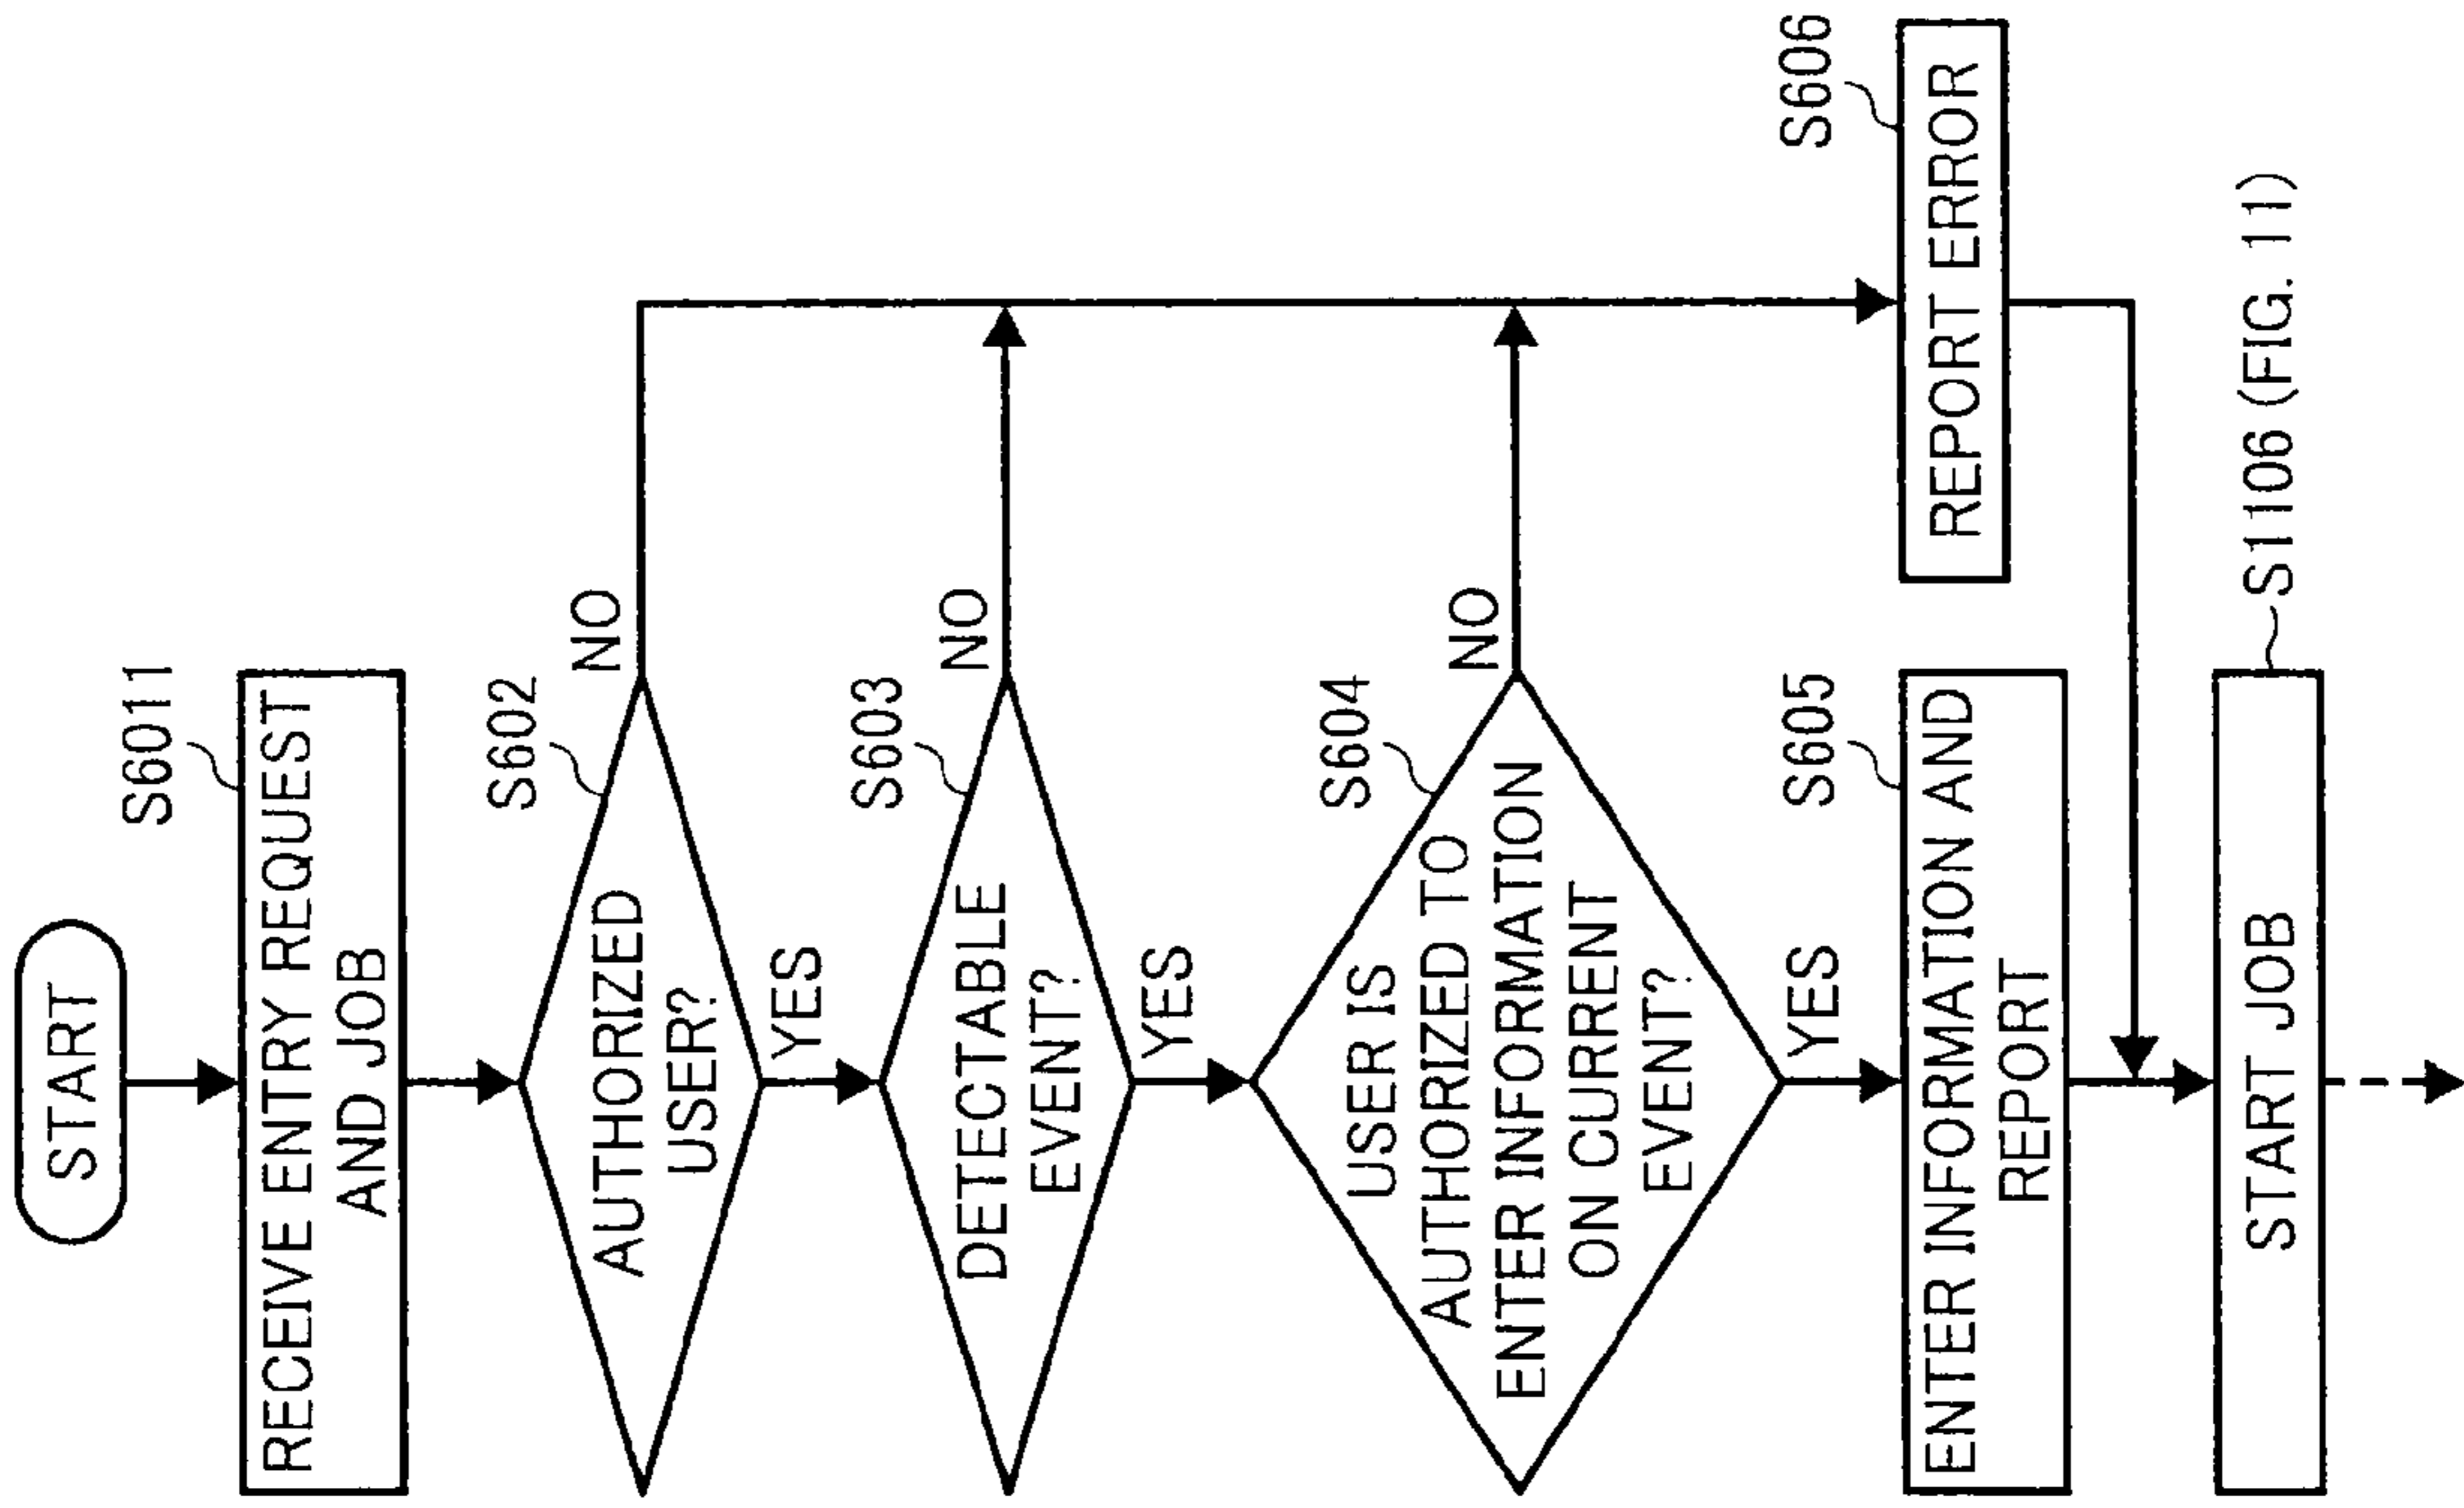 START
S6011
RECEIVE ENTRY REQUEST
AND JOB
S602
AUTHORIZED
USER?
NO
YES
S603
DETECTABLE
EVENT?
NO
YES
S604
USER IS
AUTHORIZED TO
ENTER INFORMATION
ON CURRENT
EVENT?
NO
YES
S605
ENTER INFORMATION AND
REPORT
S606
REPORT ERROR
S1106 (FIG. 11)
START JOB